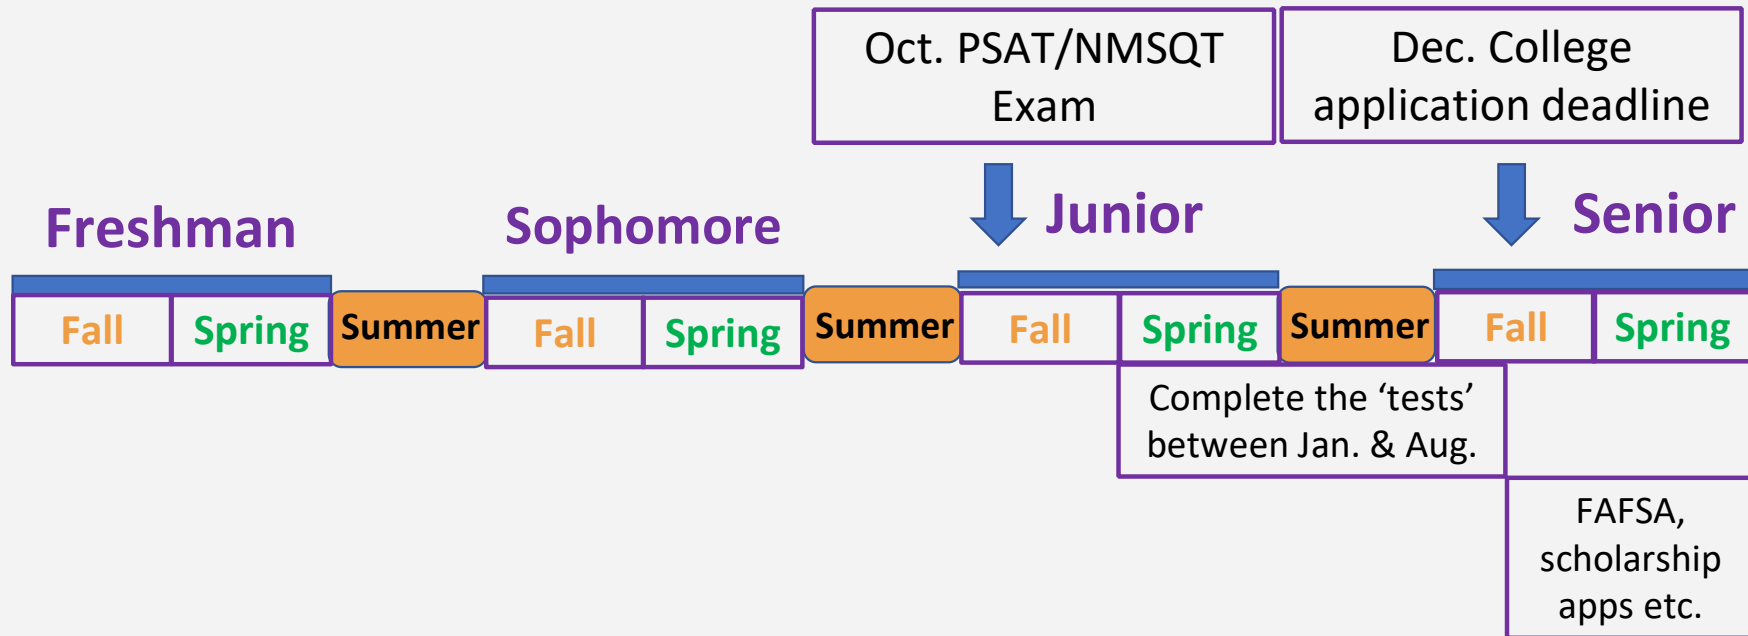 Oct. PSAT/NMSQT
Exam
Dec. College
application deadline
Freshman
Sophomore
Junior
Senior
Fall
Spring
Summer
Fall
Spring
Summer
Fall
Spring
Summer
Fall
Spring
Complete the ‘tests’
between Jan. & Aug.
FAFSA,
scholarship
apps etc.